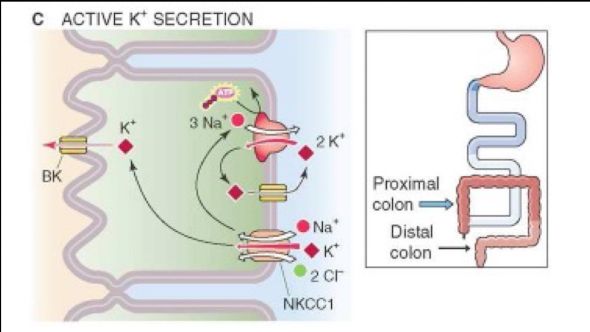 C ACTIVE K⁺ SECRETION
ATP
3 Na⁺
K⁺
2 K⁺
BK
Na⁺
K⁺
2 Cl⁻
NKCC1
Proximal
colon
Distal
colon